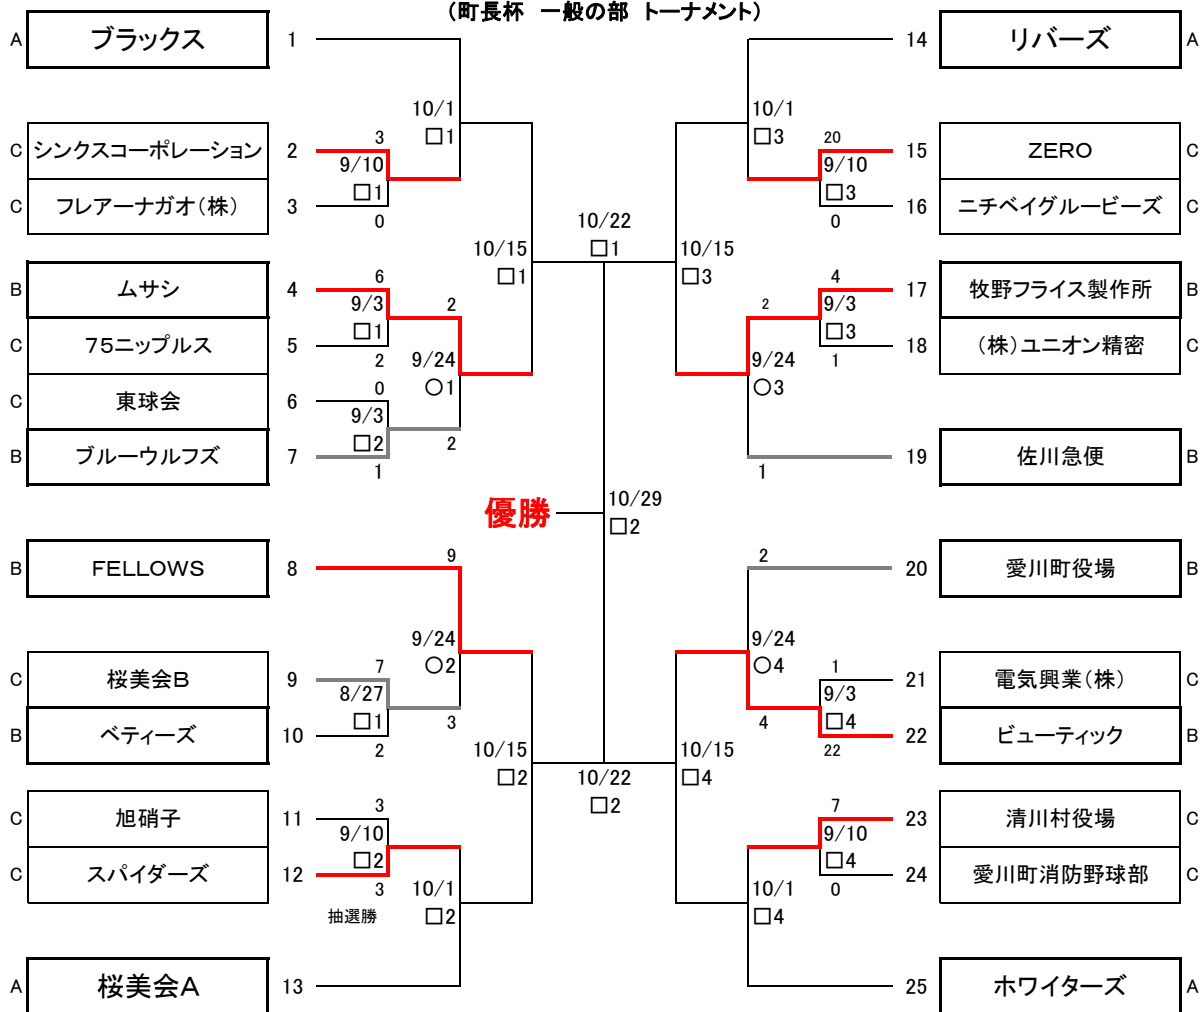 （町長杯　一般の部　トーナメント）
A ブラックス 1
10/1
□1
C シンクスコーポレーション 2
3
9/10
□1
C フレアーナガオ（株） 3
0
10/15
□1
B ムサシ 4
6
9/3
□1
2
C 75ニップルス 5
2
9/24
○1
C 東球会 6
0
9/3
□2
2
B ブルーウルフズ 7
1
B FELLOWS 8
9
9/24
○2
C 桜美会B 9
7
8/27
□1
3
B ベティーズ 10
2
10/15
□2
C 旭硝子 11
3
9/10
□2
C スパイダーズ 12
3
抽選勝
10/1
□2
A 桜美会A 13
10/22
□1
優勝
10/29
□2
10/22
□2
14 リバーズ A
10/1
□3
20
15 ZERO C
9/10
□3
16 ニチベイグルービーズ C
0
10/15
□3
4
17 牧野フライス製作所 B
2
9/3
□3
18 （株）ユニオン精密 C
1
9/24
○3
19 佐川急便 B
1
2
20 愛川町役場 B
9/24
○4
1
21 電気興業（株） C
9/3
□4
4
22 ビューティック B
22
10/15
□4
7
23 清川村役場 C
9/10
□4
24 愛川町消防野球部 C
0
10/1
□4
25 ホワイターズ A